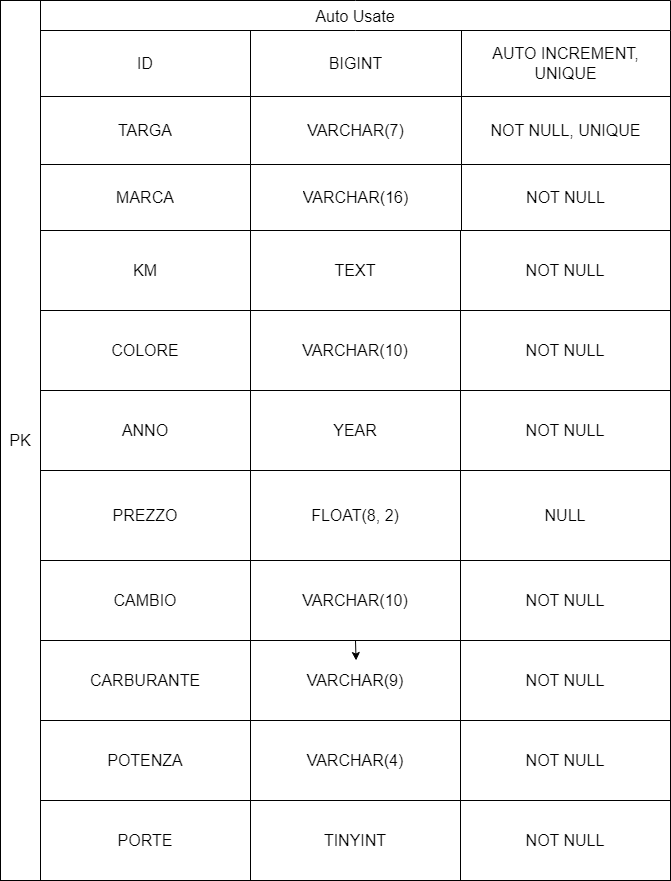 Auto Usate
ID BIGINT AUTO INCREMENT,
UNIQUE
TARGA VARCHAR(7) NOT NULL, UNIQUE
MARCA VARCHAR(16) NOT NULL
KM TEXT NOT NULL
COLORE VARCHAR(10) NOT NULL
PK
ANNO YEAR NOT NULL
PREZZO FLOAT(8, 2) NULL
CAMBIO VARCHAR(10) NOT NULL
CARBURANTE VARCHAR(9) NOT NULL
POTENZA VARCHAR(4) NOT NULL
PORTE TINYINT NOT NULL